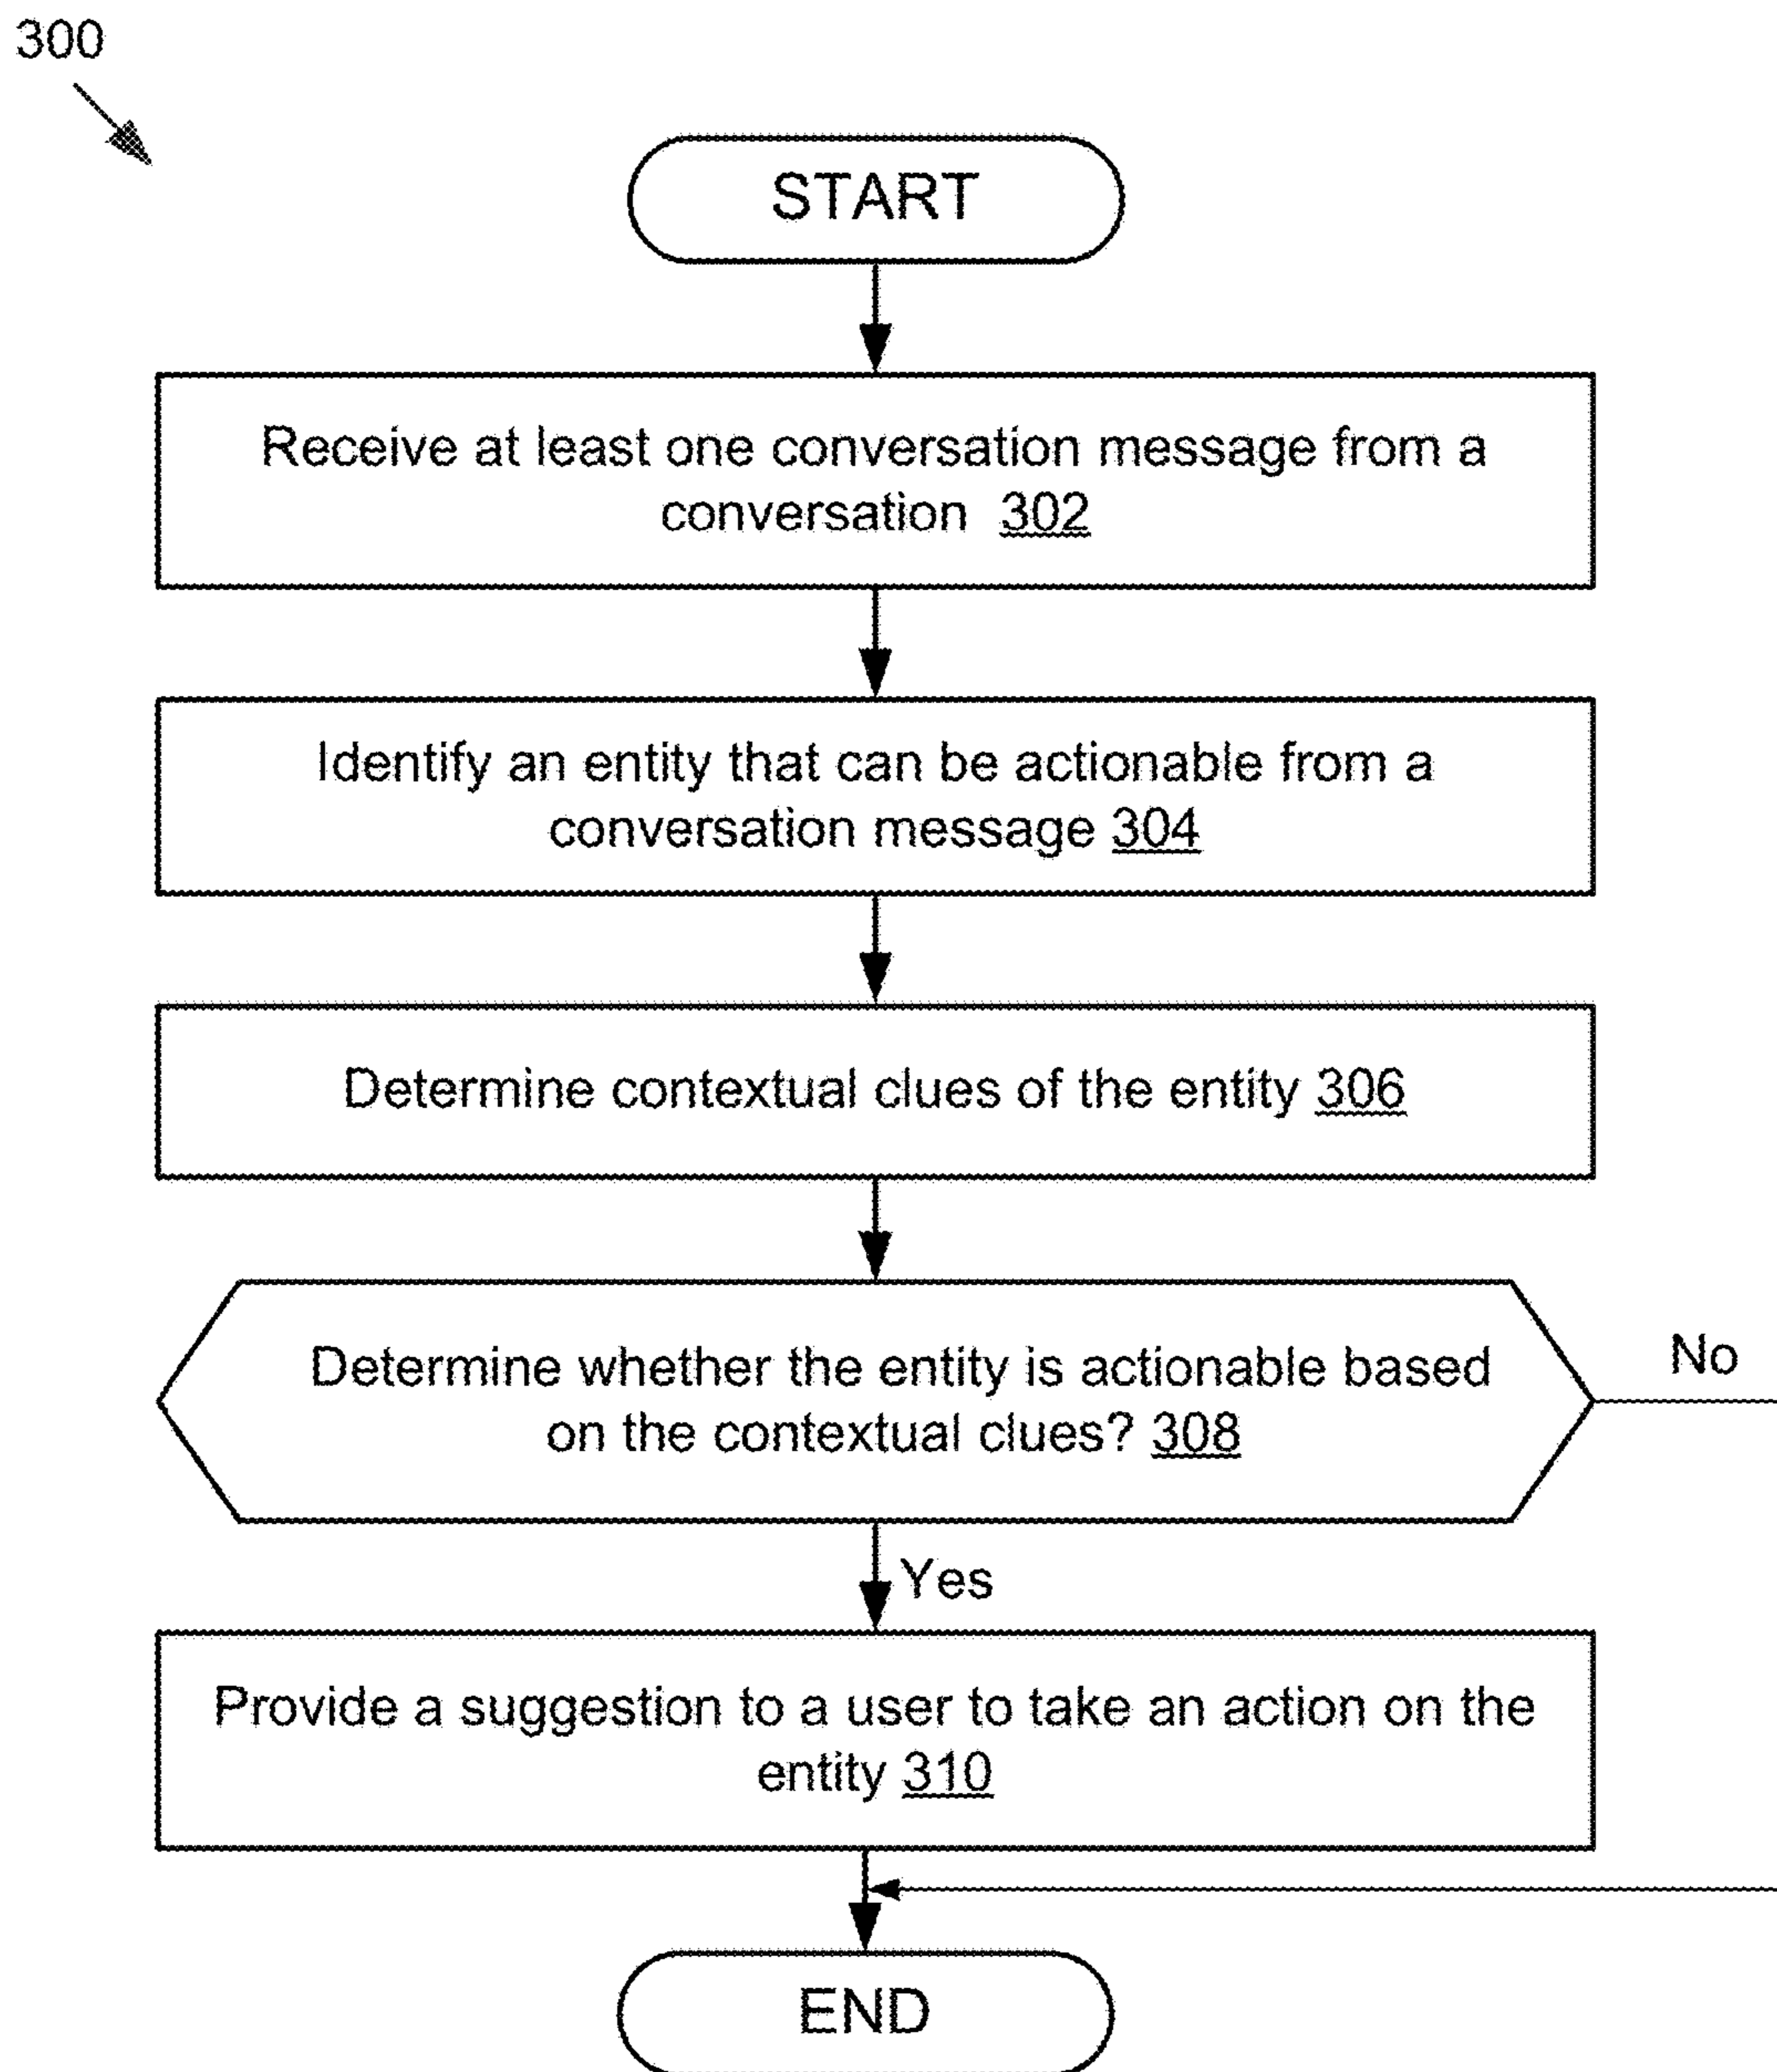 300
START
Receive at least one conversation message from a
conversation 302
Identify an entity that can be actionable from a
conversation message 304
Determine contextual clues of the entity 306
Determine whether the entity is actionable based
on the contextual clues? 308
No
Yes
Provide a suggestion to a user to take an action on the
entity 310
END